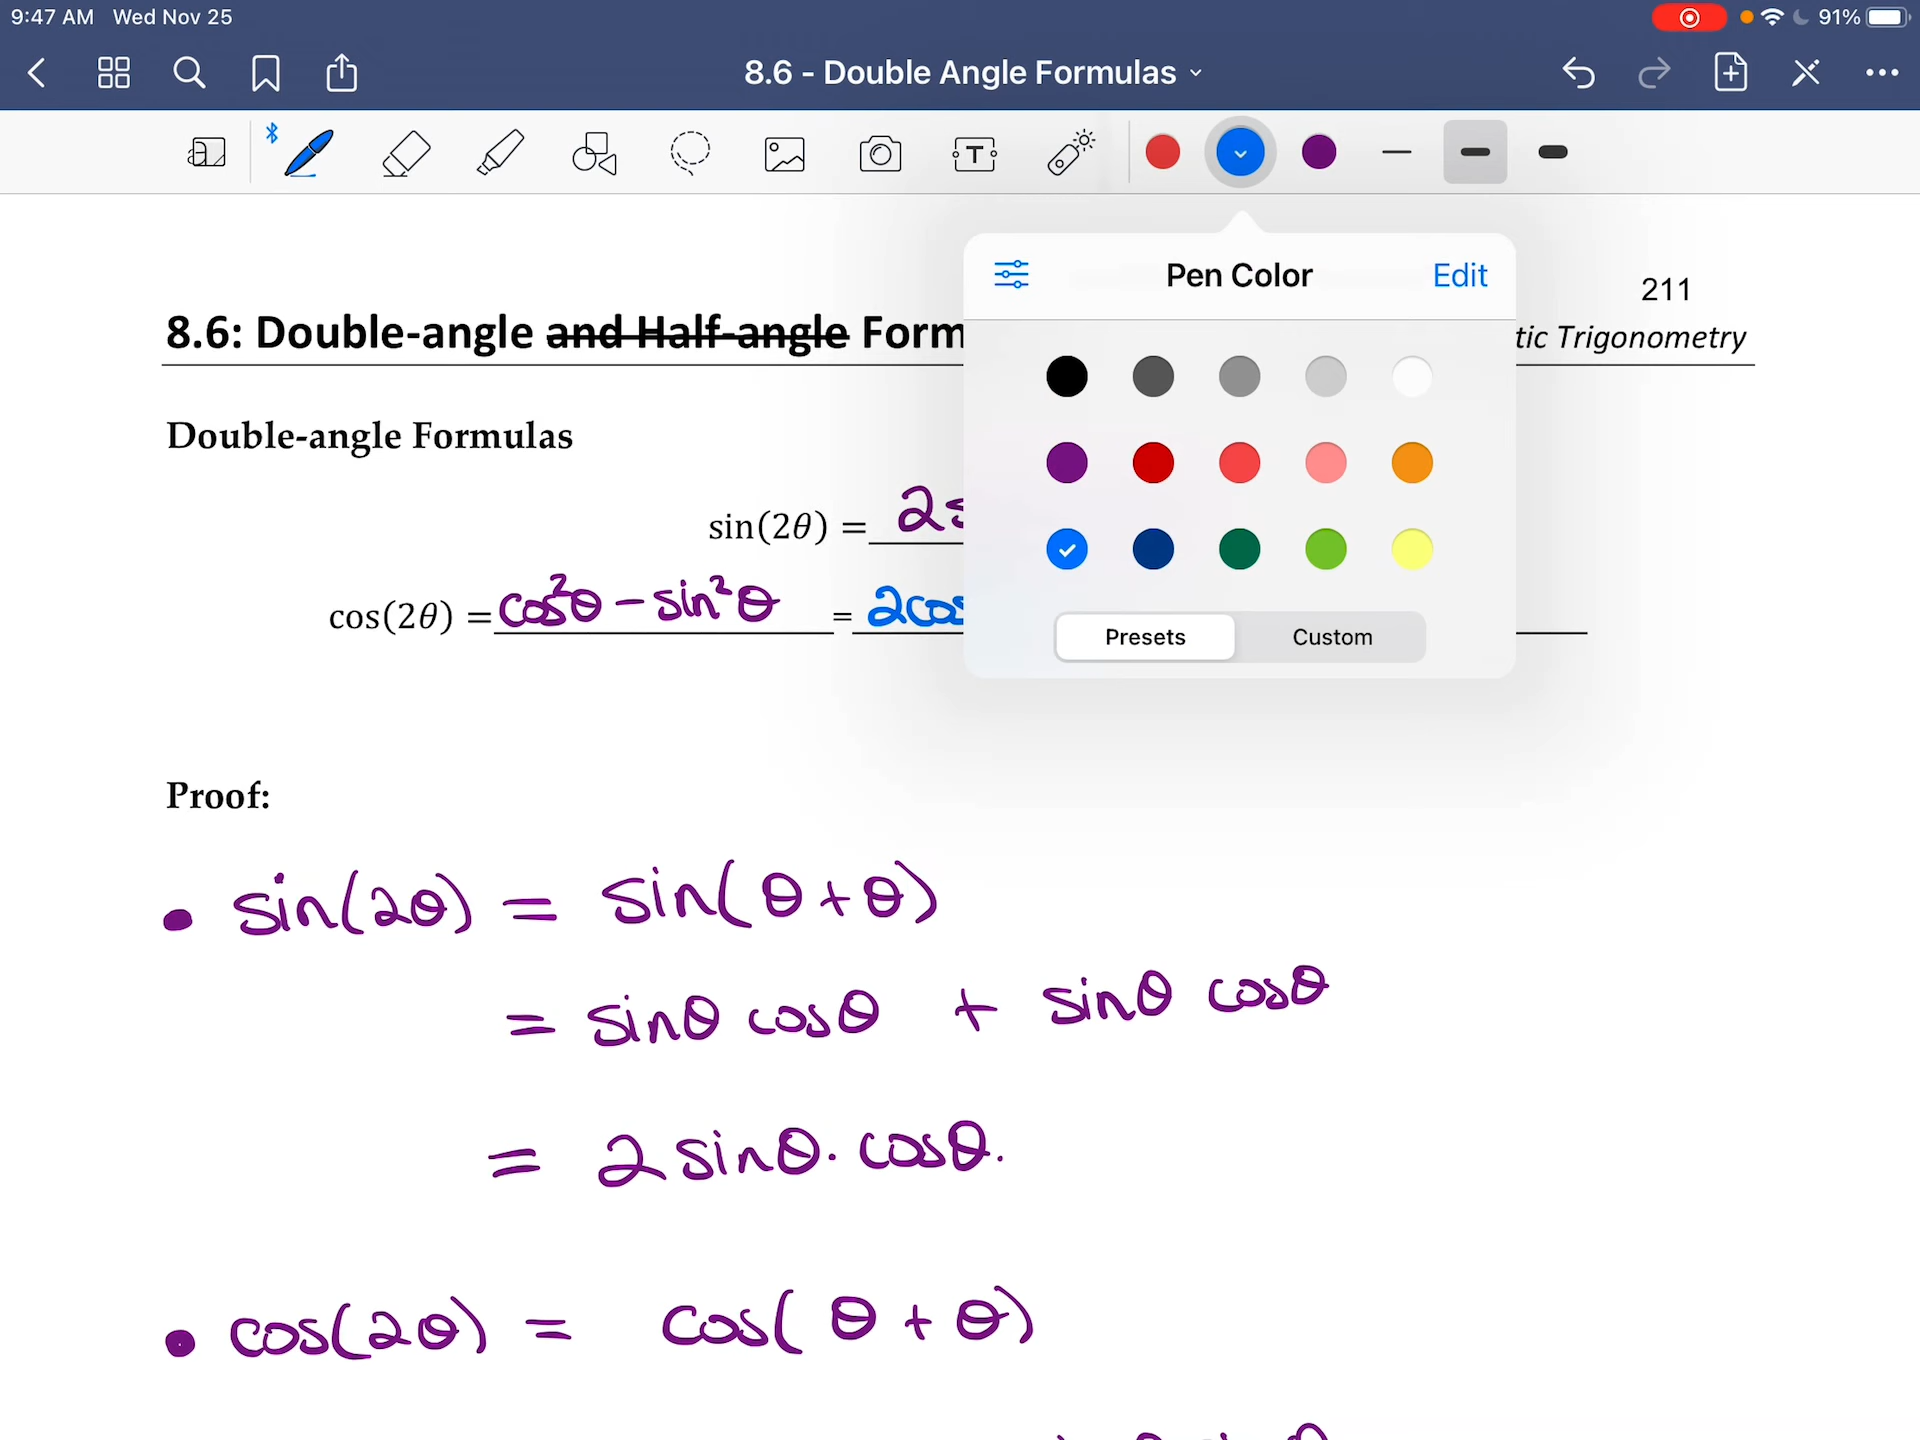 9:47 AM Wed Nov 25 91%
8.6 - Double Angle Formulas
a T
Pen Color Edit
211
8.6: Double-angle and Half-angle Form
tic Trigonometry
Double-angle Formulas
sin(2θ) = 2s
cos(2θ) = cos²θ – sin²θ = 2cos
Presets Custom
Proof:
• sin(2θ) = sin(θ+θ)
= sinθ cosθ + sinθ cosθ
= 2 sinθ · cosθ.
• cos(2θ) = cos(θ + θ)